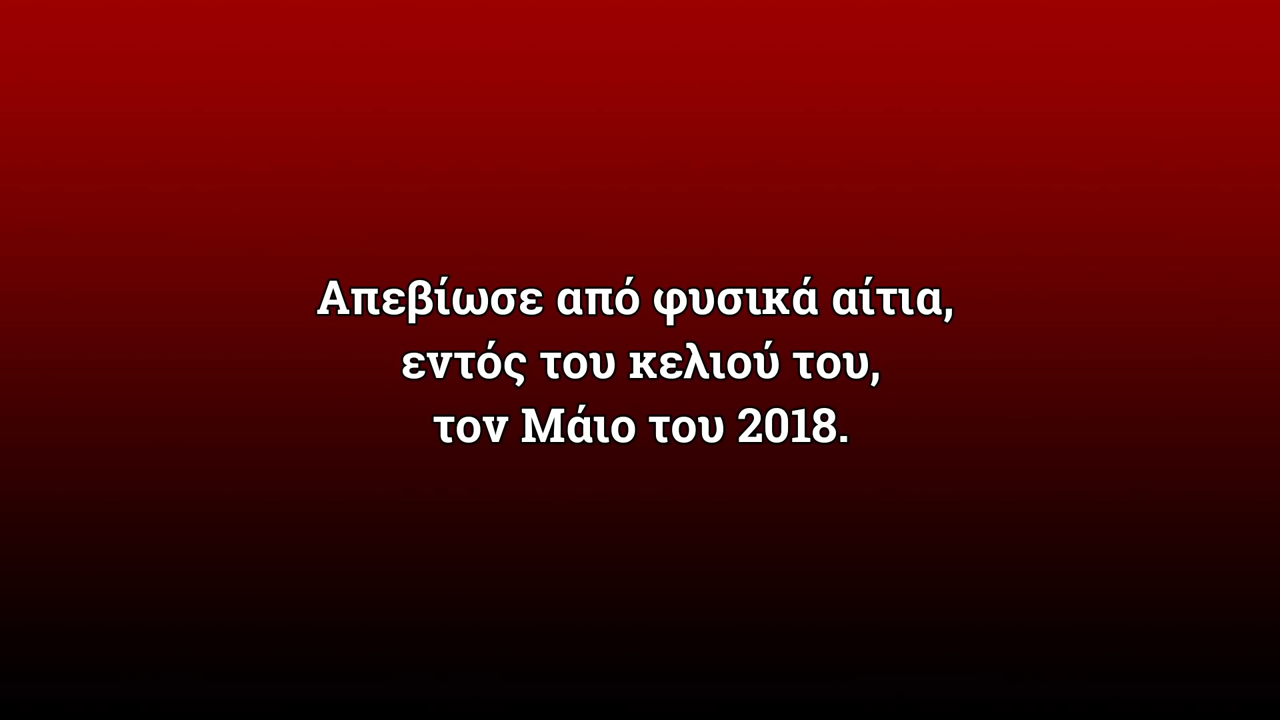 Απεβίωσε από φυσικά αίτια,
εντός του κελιού του,
τον Μάιο του 2018.